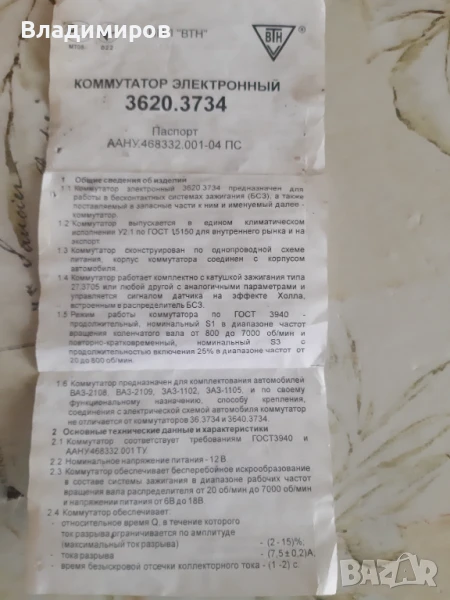 Владимиров
"ВТН"
ВТН
®
МТ08 В22
КОММУТАТОР ЭЛЕКТРОННЫЙ
3620.3734
Паспорт
ААНУ.468332.001-04 ПС
1 Общие сведения об изделии
1.1 Коммутатор электронный 3620.3734 предназначен для
работы в бесконтактных системах зажигания (БСЗ), а также
поставляемый в запасные части к ним и именуемый далее -
коммутатор.
1.2 Коммутатор выпускается в едином климатическом
исполнении У2.1 по ГОСТ 15150 для внутреннего рынка и на
экспорт.
1.3 Коммутатор сконструирован по однопроводной схеме
питания, корпус коммутатора соединен с корпусом
автомобиля.
1.4 Коммутатор работает комплектно с катушкой зажигания типа
27.3705 или любой другой с аналогичными параметрами и
управляется сигналом датчика на эффекте Холла,
встроенным в распределитель БСЗ.
1.5 Режим работы коммутатора по ГОСТ 3940 -
продолжительный, номинальный S1 в диапазоне частот
вращения коленчатого вала от 800 до 7000 об/мин и
повторно-кратковременный, номинальный S3 с
продолжительностью включения 25% в диапазоне частот от
20 до 800 об/мин.
1.6 Коммутатор предназначен для комплектования автомобилей
ВАЗ-2108, ВАЗ-2109, ЗАЗ-1102, ЗАЗ-1105, и по своему
функциональному назначению, способу крепления,
соединения с электрической схемой автомобиля коммутатор
не отличается от коммутаторов 36.3734 и 3640.3734.
2 Основные технические данные и характеристики
2.1 Коммутатор соответствует требованиям ГОСТ3940 и
ААНУ.468332.001 ТУ.
2.2 Номинальное напряжение питания - 12 В.
2.3 Коммутатор обеспечивает бесперебойное искрообразование
в составе системы зажигания в диапазоне рабочих частот
вращения вала распределителя от 20 об/мин до 7000 об/мин
и напряжении питания от 6В до 18В.
2.4 Коммутатор обеспечивает:
- относительное время Q, в течение которого
ток разрыва ограничивается по амплитуде
(максимальный ток разрыва) - (2 - 15)%,
- тока разрыва - (7,5 ± 0,2)А,
- время безыскровой отсечки коллекторного тока - (1 -2) с
BAZAR